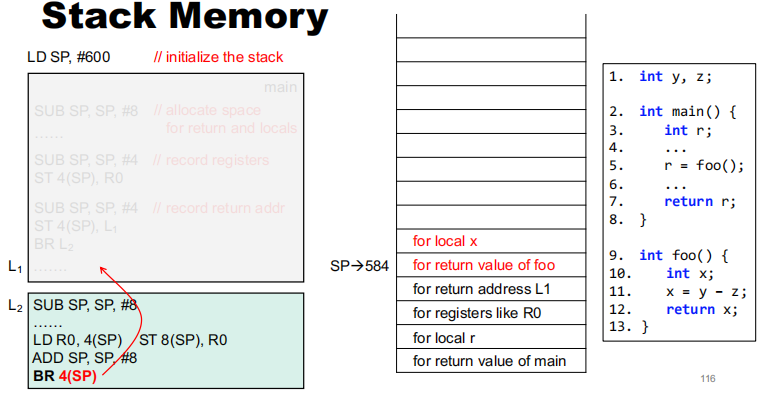 Stack Memory
LD SP, #600 // initialize the stack
main
SUB SP, SP, #8 // allocate space
for return and locals
......
SUB SP, SP, #4 // record registers
ST 4(SP), R0
SUB SP, SP, #4 // record return addr
ST 4(SP), L₁
BR L₂
L₁ .......
L₂ SUB SP, SP, #8
......
LD R0, 4(SP) ST 8(SP), R0
ADD SP, SP, #8
BR 4(SP)
for local x
SP→584 for return value of foo
for return address L1
for registers like R0
for local r
for return value of main
1. int y, z;
2. int main() {
3. int r;
4. ...
5. r = foo();
6. ...
7. return r;
8. }
9. int foo() {
10. int x;
11. x = y – z;
12. return x;
13. }
116